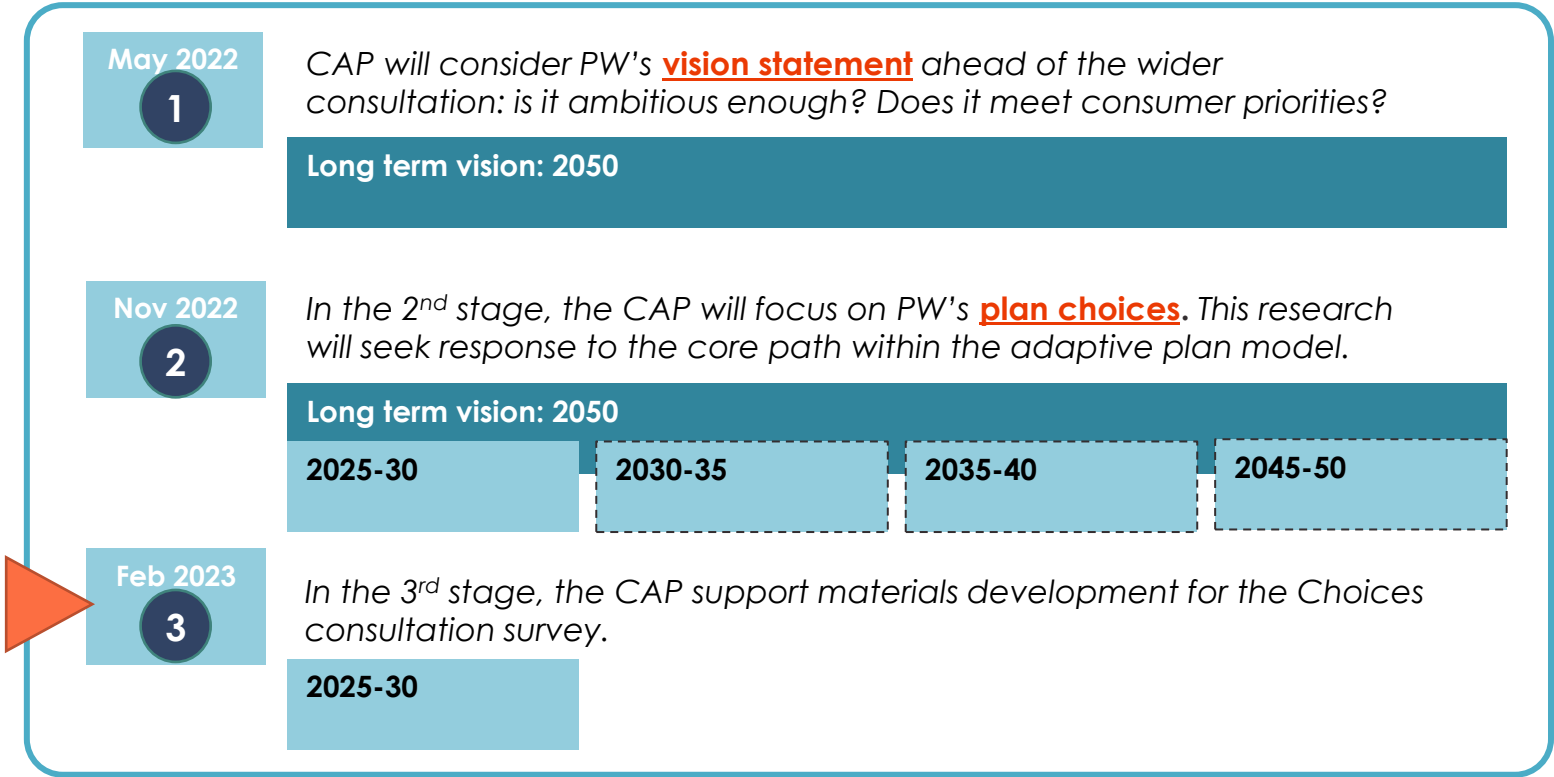 May 2022
1
CAP will consider PW's vision statement ahead of the wider
consultation: is it ambitious enough? Does it meet consumer priorities?
Long term vision: 2050
Nov 2022
2
In the 2nd stage, the CAP will focus on PW's plan choices. This research
will seek response to the core path within the adaptive plan model.
Long term vision: 2050
2025-30
2030-35
2035-40
2045-50
Feb 2023
3
In the 3rd stage, the CAP support materials development for the Choices
consultation survey.
2025-30